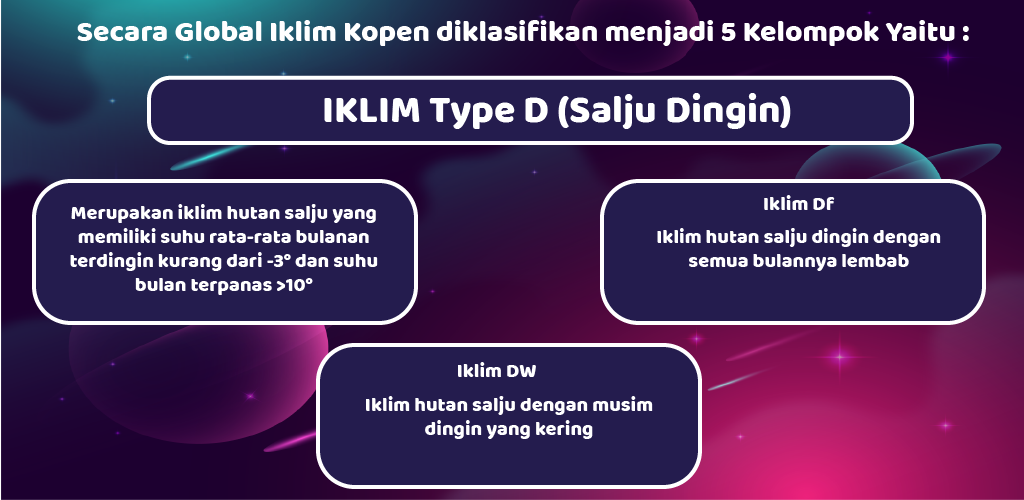 Secara Global Iklim Kopen diklasifikan menjadi 5 Kelompok Yaitu :
IKLIM Type D (Salju Dingin)
Merupakan iklim hutan salju yang
memiliki suhu rata-rata bulanan
terdingin kurang dari -3° dan suhu
bulan terpanas >10°
Iklim Df
Iklim hutan salju dingin dengan
semua bulannya lembab
Iklim DW
Iklim hutan salju dengan musim
dingin yang kering